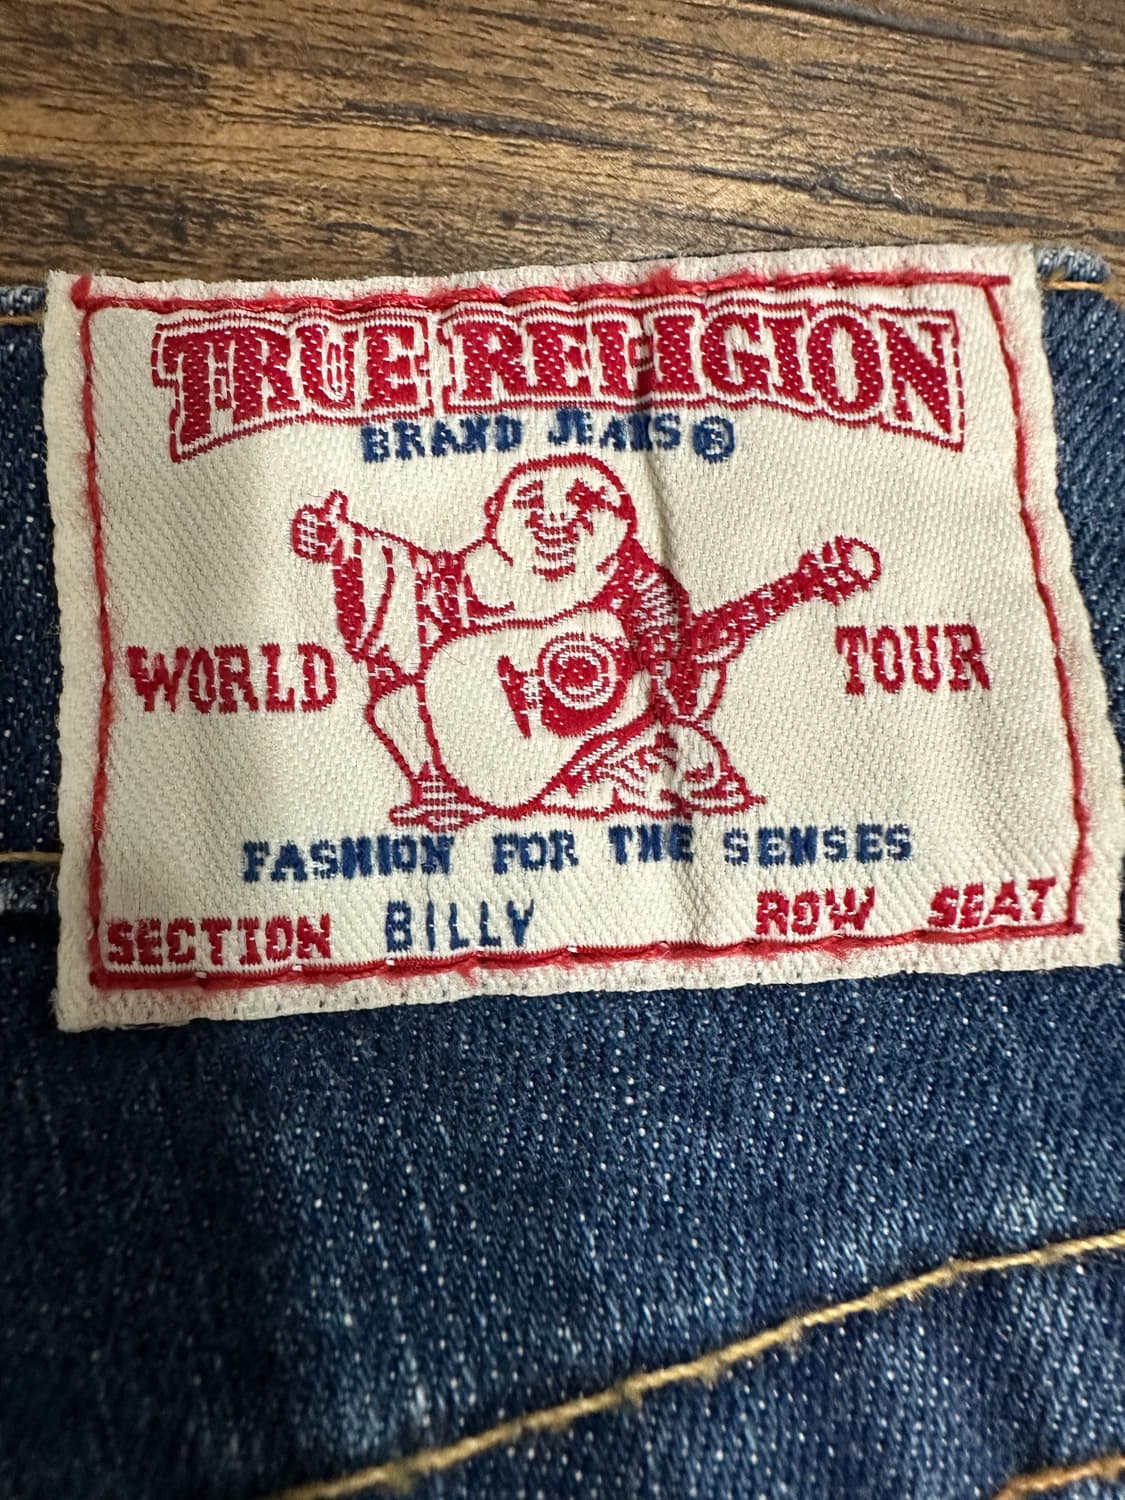 TRUE RELIGION
BRAND JEANS®
WORLD TOUR
FASHION FOR THE SENSES
SECTION BILLY ROW SEAT